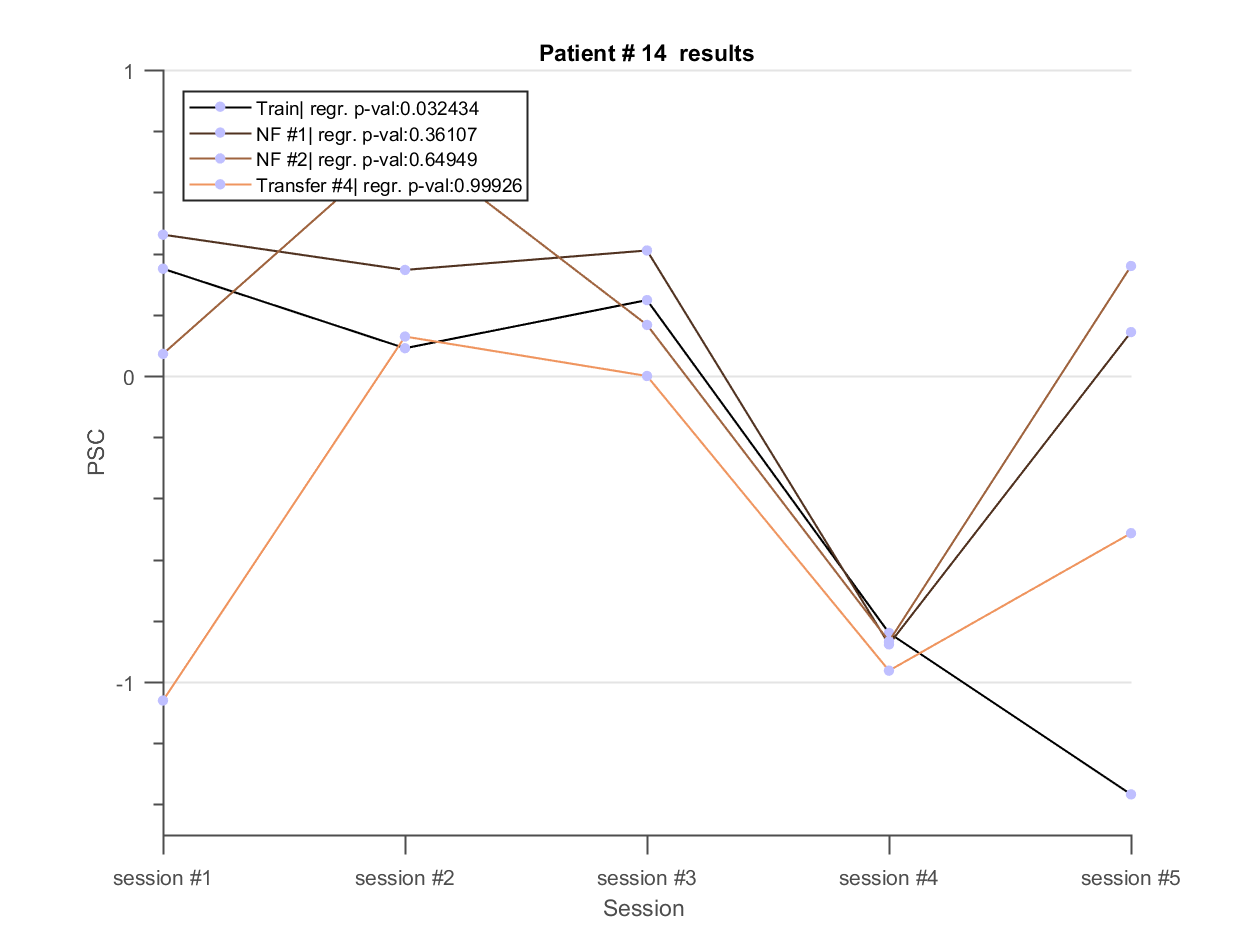 Patient # 14  results
1
Train| regr. p-val:0.032434
NF #1| regr. p-val:0.36107
NF #2| regr. p-val:0.64949
Transfer #4| regr. p-val:0.99926
0
PSC
-1
session #1
session #2
session #3
session #4
session #5
Session